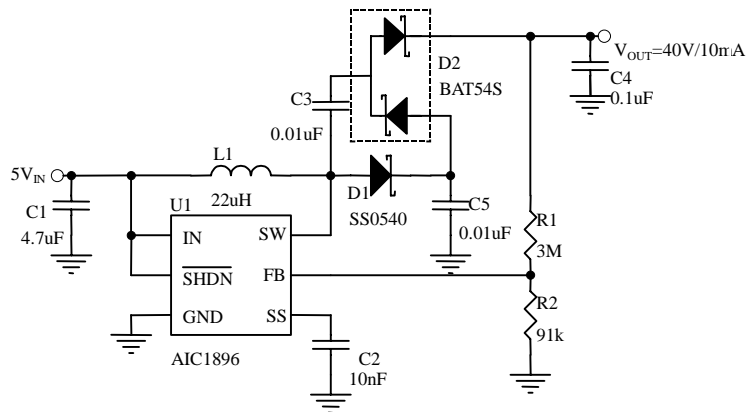 D2
BAT54S
V_OUT=40V/10mA
C4
0.1uF
C3
0.01uF
L1
22uH
5V_IN
C1
4.7uF
U1
IN
SW
SHDN
FB
GND
SS
AIC1896
D1
SS0540
C5
0.01uF
R1
3M
R2
91k
C2
10nF